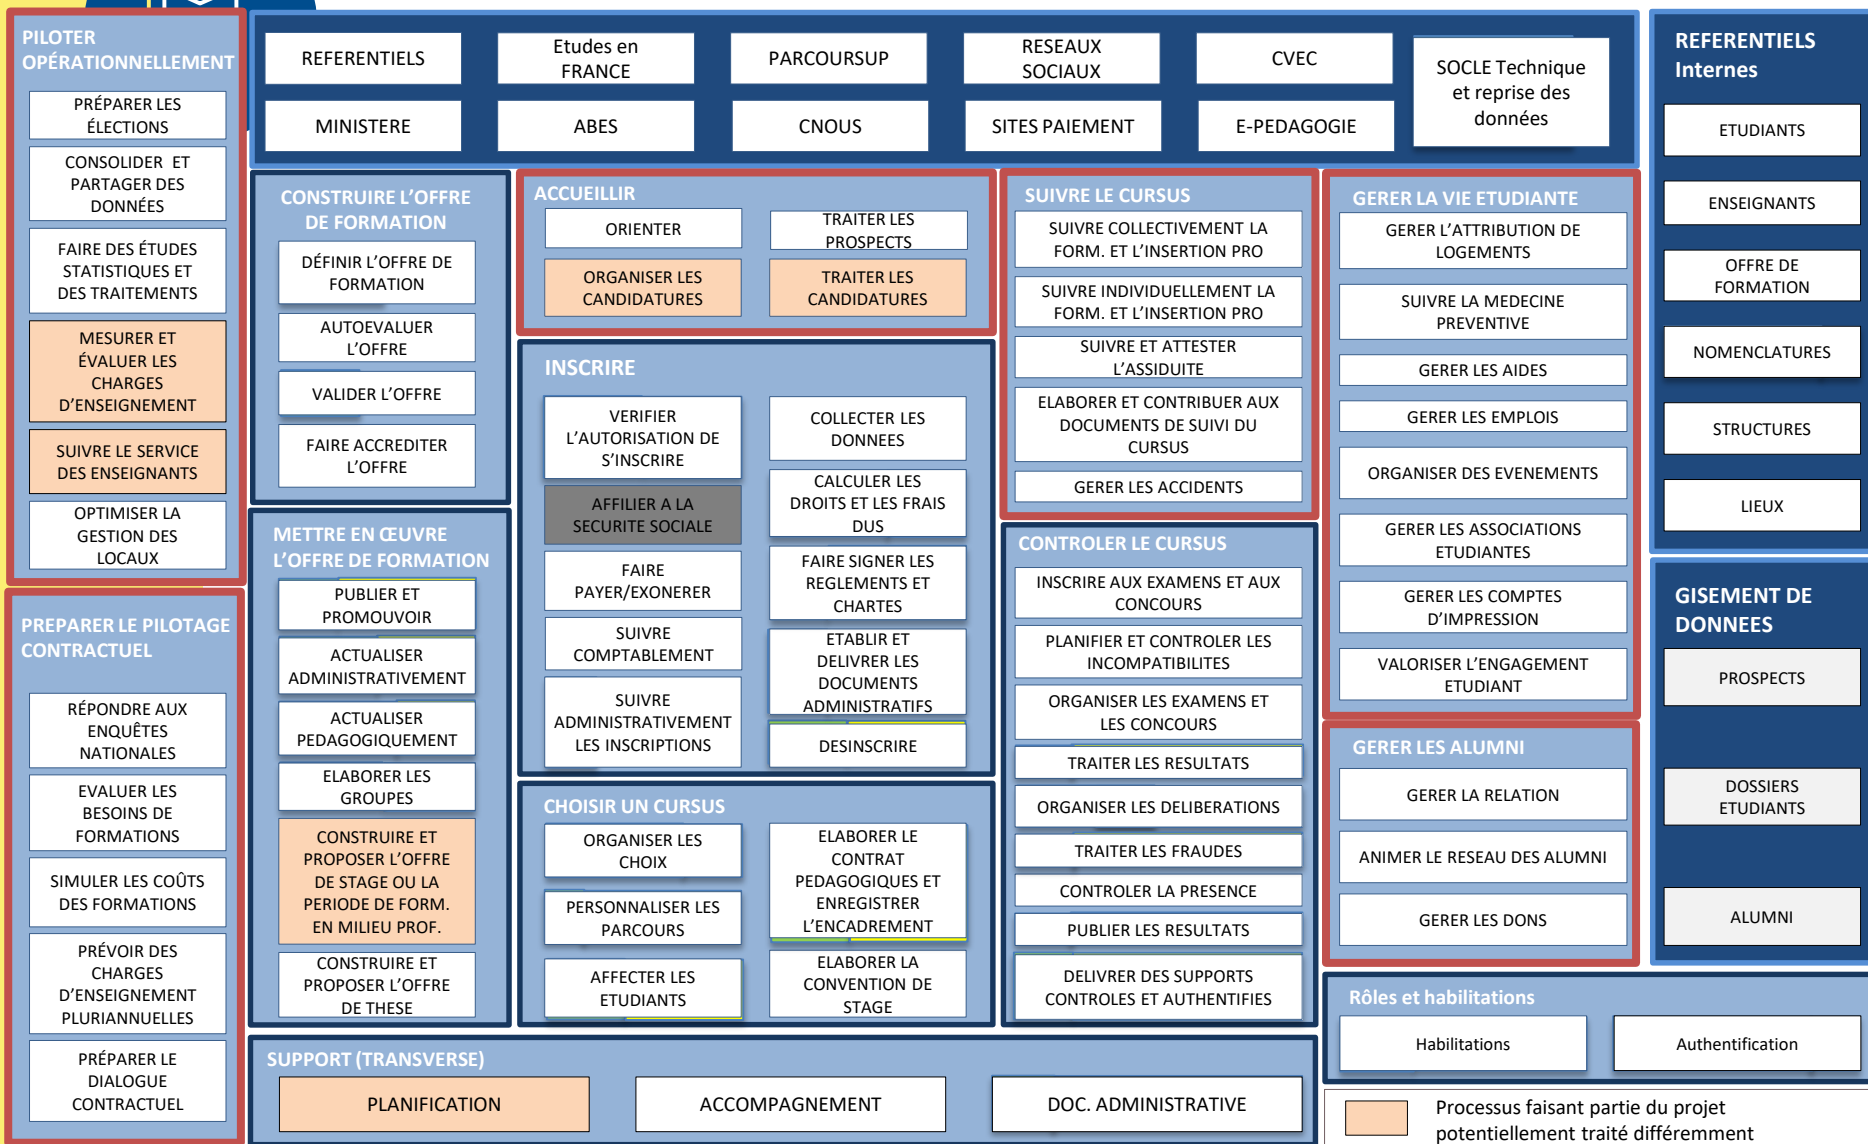 PILOTER
OPÉRATIONNELLEMENT
PRÉPARER LES
ÉLECTIONS
CONSOLIDER ET
PARTAGER DES
DONNÉES
FAIRE DES ÉTUDES
STATISTIQUES ET
DES TRAITEMENTS
MESURER ET
ÉVALUER LES
CHARGES
D’ENSEIGNEMENT
SUIVRE LE SERVICE
DES ENSEIGNANTS
OPTIMISER LA
GESTION DES
LOCAUX
PREPARER LE PILOTAGE
CONTRACTUEL
RÉPONDRE AUX
ENQUÊTES
NATIONALES
EVALUER LES
BESOINS DE
FORMATIONS
SIMULER LES COÛTS
DES FORMATIONS
PRÉVOIR DES
CHARGES
D’ENSEIGNEMENT
PLURIANNUELLES
PRÉPARER LE
DIALOGUE
CONTRACTUEL
REFERENTIELS
Etudes en
FRANCE
PARCOURSUP
RESEAUX
SOCIAUX
CVEC
SOCLE Technique
et reprise des
données
MINISTERE
ABES
CNOUS
SITES PAIEMENT
E-PEDAGOGIE
CONSTRUIRE L’OFFRE
DE FORMATION
DÉFINIR L’OFFRE DE
FORMATION
AUTOEVALUER
L’OFFRE
VALIDER L’OFFRE
FAIRE ACCREDITER
L’OFFRE
METTRE EN ŒUVRE
L’OFFRE DE FORMATION
PUBLIER ET
PROMOUVOIR
ACTUALISER
ADMINISTRATIVEMENT
ACTUALISER
PEDAGOGIQUEMENT
ELABORER LES
GROUPES
CONSTRUIRE ET
PROPOSER L’OFFRE
DE STAGE OU LA
PERIODE DE FORM.
EN MILIEU PROF.
CONSTRUIRE ET
PROPOSER L’OFFRE
DE THESE
ACCUEILLIR
ORIENTER
TRAITER LES
PROSPECTS
ORGANISER LES
CANDIDATURES
TRAITER LES
CANDIDATURES
INSCRIRE
VERIFIER
L’AUTORISATION DE
S’INSCRIRE
AFFILIER A LA
SECURITE SOCIALE
FAIRE
PAYER/EXONERER
SUIVRE
COMPTABLEMENT
SUIVRE
ADMINISTRATIVEMENT
LES INSCRIPTIONS
COLLECTER LES
DONNEES
CALCULER LES
DROITS ET LES FRAIS
DUS
FAIRE SIGNER LES
REGLEMENTS ET
CHARTES
ETABLIR ET
DELIVRER LES
DOCUMENTS
ADMINISTRATIFS
DESINSCRIRE
CHOISIR UN CURSUS
ORGANISER LES
CHOIX
PERSONNALISER LES
PARCOURS
AFFECTER LES
ETUDIANTS
ELABORER LE
CONTRAT
PEDAGOGIQUES ET
ENREGISTRER
L’ENCADREMENT
ELABORER LA
CONVENTION DE
STAGE
SUIVRE LE CURSUS
SUIVRE COLLECTIVEMENT LA
FORM. ET L’INSERTION PRO
SUIVRE INDIVIDUELLEMENT LA
FORM. ET L’INSERTION PRO
SUIVRE ET ATTESTER
L’ASSIDUITE
ELABORER ET CONTRIBUER AUX
DOCUMENTS DE SUIVI DU
CURSUS
GERER LES ACCIDENTS
CONTROLER LE CURSUS
INSCRIRE AUX EXAMENS ET AUX
CONCOURS
PLANIFIER ET CONTROLER LES
INCOMPATIBILITES
ORGANISER LES EXAMENS ET
LES CONCOURS
TRAITER LES RESULTATS
ORGANISER LES DELIBERATIONS
TRAITER LES FRAUDES
CONTROLER LA PRESENCE
PUBLIER LES RESULTATS
DELIVRER DES SUPPORTS
CONTROLES ET AUTHENTIFIES
GERER LA VIE ETUDIANTE
GERER L’ATTRIBUTION DE
LOGEMENTS
SUIVRE LA MEDECINE
PREVENTIVE
GERER LES AIDES
GERER LES EMPLOIS
ORGANISER DES EVENEMENTS
GERER LES ASSOCIATIONS
ETUDIANTES
GERER LES COMPTES
D’IMPRESSION
VALORISER L’ENGAGEMENT
ETUDIANT
GERER LES ALUMNI
GERER LA RELATION
ANIMER LE RESEAU DES ALUMNI
GERER LES DONS
REFERENTIELS
Internes
ETUDIANTS
ENSEIGNANTS
OFFRE DE
FORMATION
NOMENCLATURES
STRUCTURES
LIEUX
GISEMENT DE
DONNEES
PROSPECTS
DOSSIERS
ETUDIANTS
ALUMNI
Rôles et habilitations
Habilitations
Authentification
SUPPORT (TRANSVERSE)
PLANIFICATION
ACCOMPAGNEMENT
DOC. ADMINISTRATIVE
Processus faisant partie du projet
potentiellement traité différemment